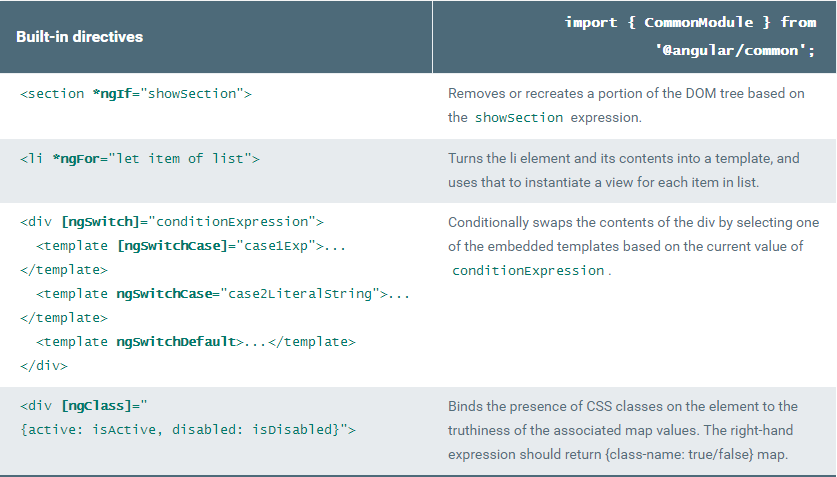 Built-in directives
import { CommonModule } from
'@angular/common';
<section *ngIf="showSection">
Removes or recreates a portion of the DOM tree based on
the showSection expression.
<li *ngFor="let item of list">
Turns the li element and its contents into a template, and
uses that to instantiate a view for each item in list.
<div [ngSwitch]="conditionExpression">
<template [ngSwitchCase]="case1Exp">...
</template>
<template ngSwitchCase="case2LiteralString">...
</template>
<template ngSwitchDefault>...</template>
</div>
Conditionally swaps the contents of the div by selecting one
of the embedded templates based on the current value of
conditionExpression.
<div [ngClass]="
{active: isActive, disabled: isDisabled}">
Binds the presence of CSS classes on the element to the
truthiness of the associated map values. The right-hand
expression should return {class-name: true/false} map.